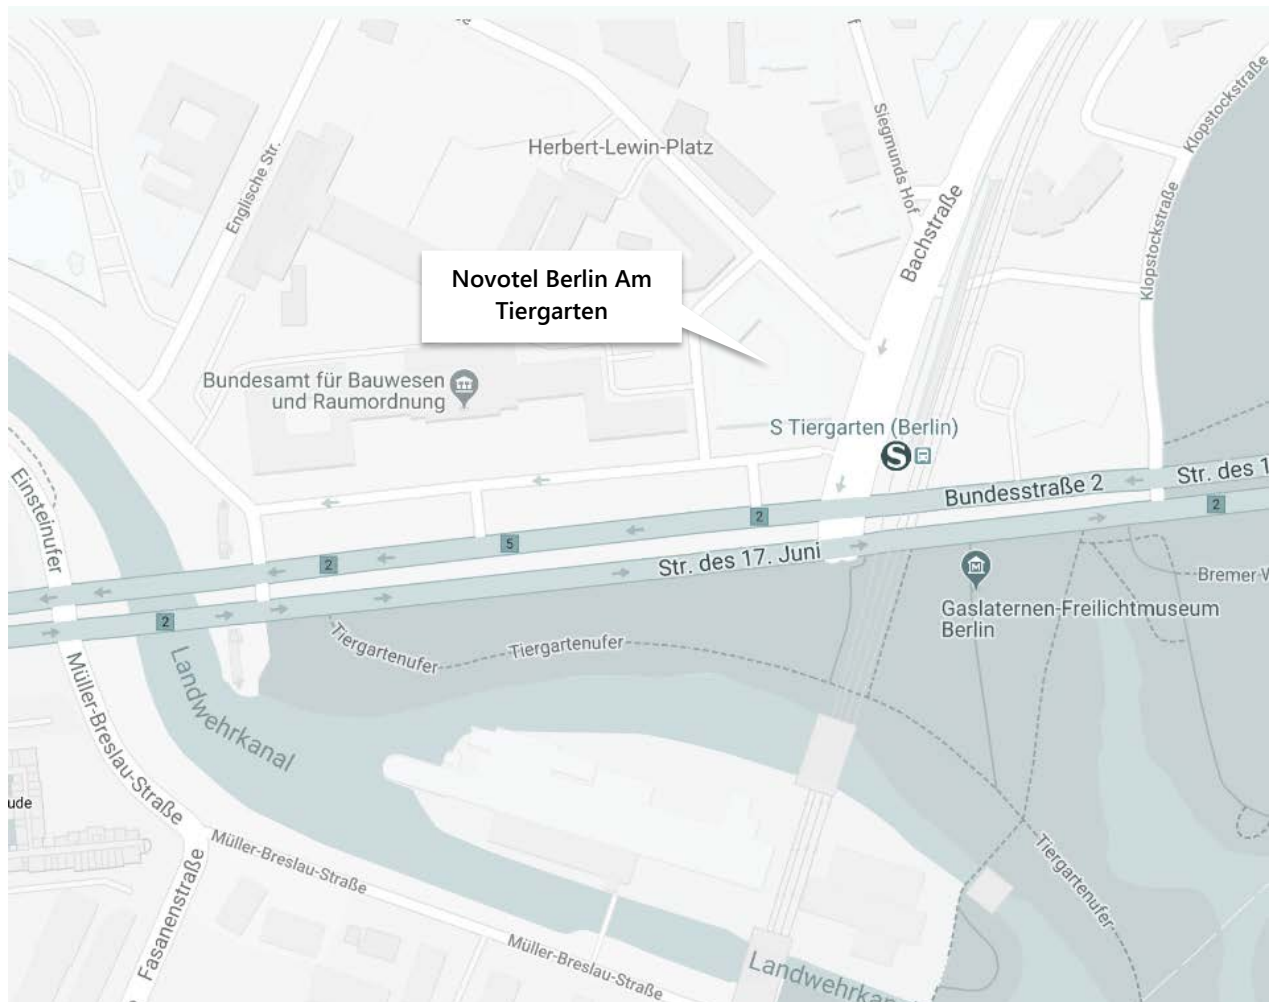 Herbert-Lewin-Platz
Siegmunds Hof
Klopstockstraße
Klopstockstraße
Englische Str.
Bachstraße
Novotel Berlin Am
Tiergarten
Bundesamt für Bauwesen
und Raumordnung
S Tiergarten (Berlin)
S
Einsteinufer
Bundesstraße 2
Str. des 1
2
2
5
2
Str. des 17. Juni
2
Bremer W
Gaslaternen-Freilichtmuseum
Berlin
Tiergartenufer
Tiergartenufer
Landwehrkanal
Müller-Breslau-Straße
ude
Müller-Breslau-Straße
Tiergartenufer
Fasanenstraße
Müller-Breslau-Straße
Landwehrkan